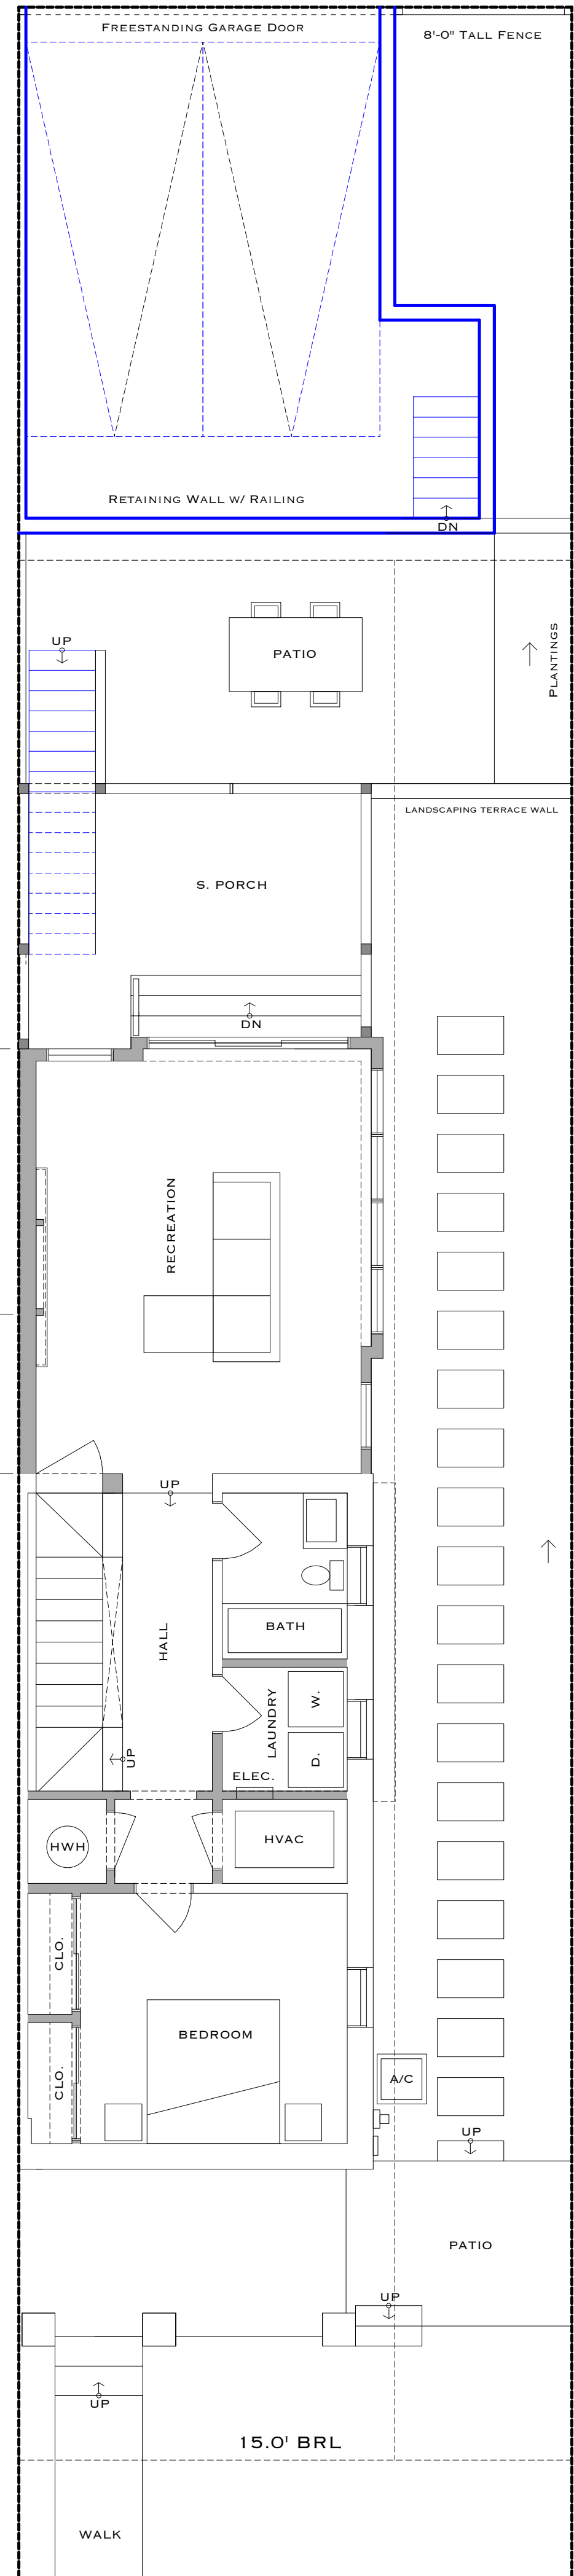 FREESTANDING GARAGE DOOR
8'-0" TALL FENCE
RETAINING WALL W/ RAILING
DN
UP
PATIO
PLANTINGS
LANDSCAPING TERRACE WALL
S. PORCH
DN
RECREATION
UP
HALL
BATH
LAUNDRY
W.
D.
UP
ELEC.
HWH
HVAC
CLO.
BEDROOM
CLO.
A/C
UP
PATIO
UP
UP
15.0' BRL
WALK